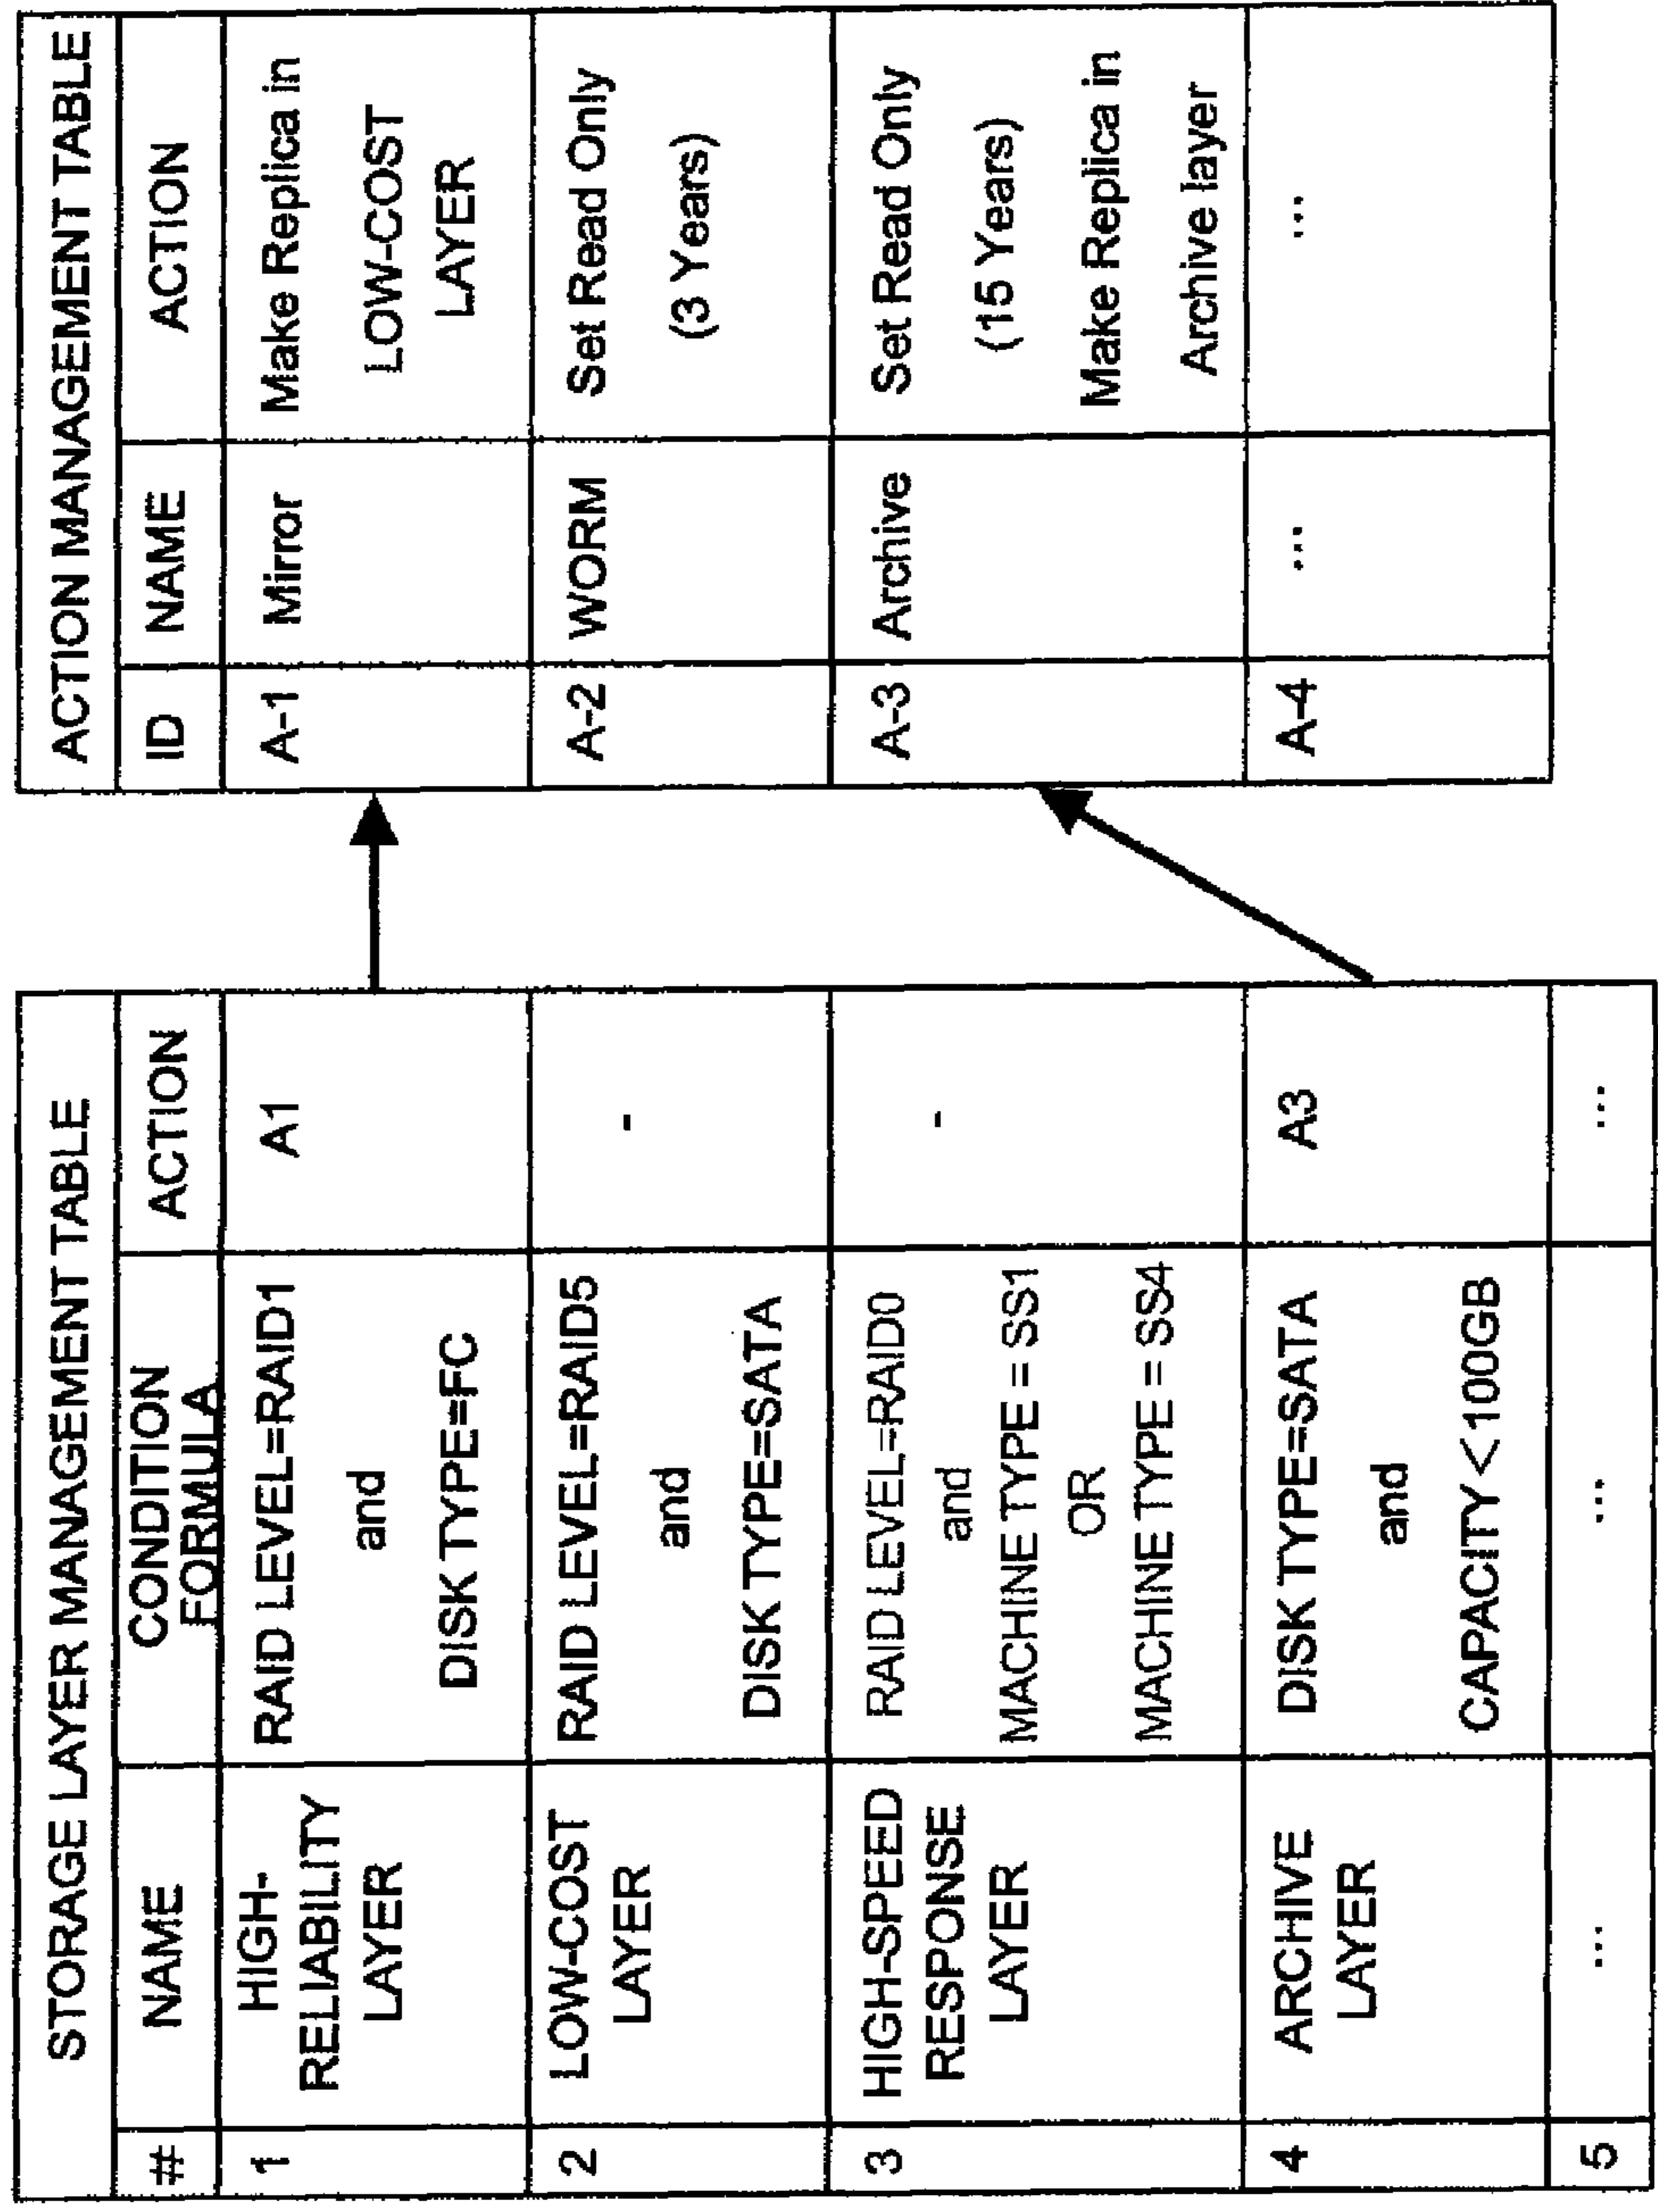 STORAGE LAYER MANAGEMENT TABLE
#
NAME
CONDITION
FORMULA
ACTION
1
HIGH-
RELIABILITY
LAYER
RAID LEVEL=RAID1
and
DISK TYPE=FC
A1
2
LOW-COST
LAYER
RAID LEVEL=RAID5
and
DISK TYPE=SATA
-
3
HIGH-SPEED
RESPONSE
LAYER
RAID LEVEL=RAID0
and
MACHINE TYPE = SS1
OR
MACHINE TYPE = SS4
-
4
ARCHIVE
LAYER
DISK TYPE=SATA
and
CAPACITY<100GB
A3
5
...
...
...
ACTION MANAGEMENT TABLE
ID
NAME
ACTION
A-1
Mirror
Make Replica in
LOW-COST
LAYER
A-2
WORM
Set Read Only
(3 Years)
A-3
Archive
Set Read Only
(15 Years)
Make Replica in
Archive layer
A-4
...
...